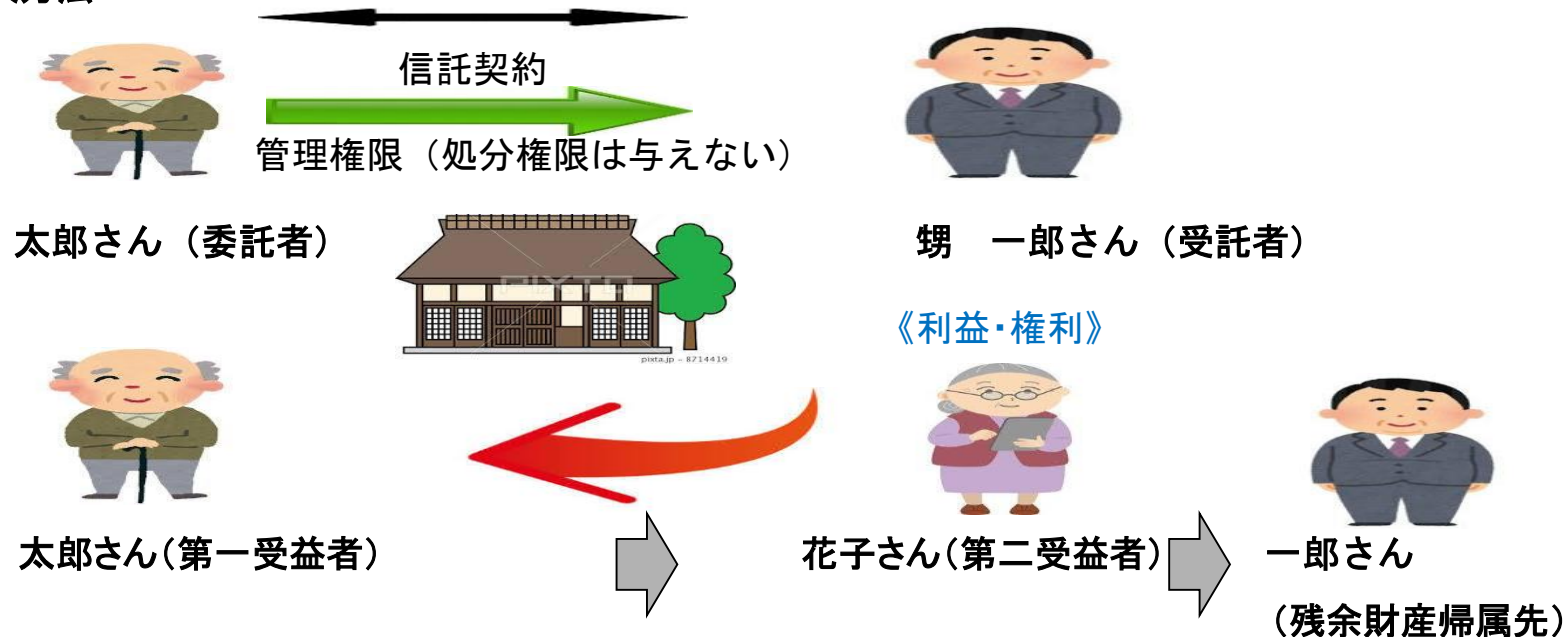 信託契約
管理権限（処分権限は与えない）
太郎さん（委託者）
甥　一郎さん（受託者）
PIXTA
pixta.jp - 8714419
《利益・権利》
太郎さん（第一受益者）
花子さん（第二受益者）
一郎さん
（残余財産帰属先）